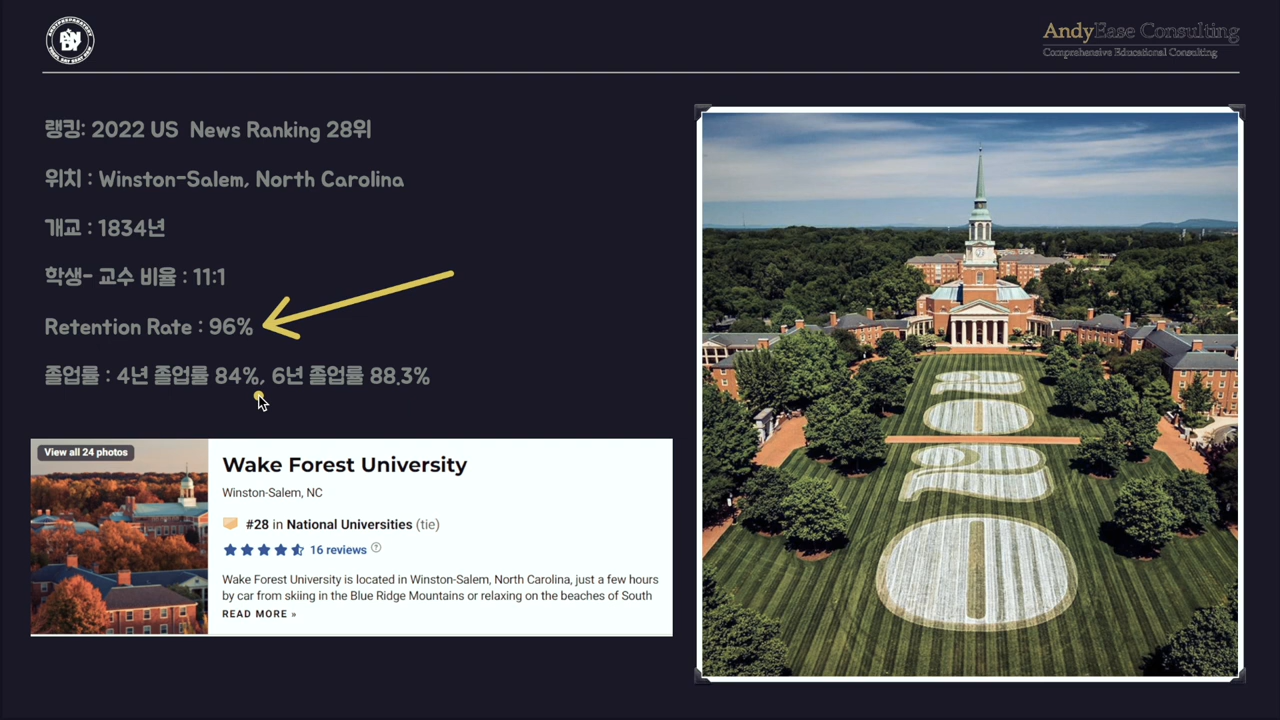 AndyEase Consulting
Comprehensive Educational Consulting
랭킹: 2022 US News Ranking 28위
위치 : Winston-Salem, North Carolina
개교 : 1834년
학생- 교수 비율 : 11:1
Retention Rate : 96%
졸업률 : 4년 졸업률 84%, 6년 졸업률 88.3%
View all 24 photos
Wake Forest University
Winston-Salem, NC
#28 in National Universities (tie)
16 reviews ?
Wake Forest University is located in Winston-Salem, North Carolina, just a few hours
by car from skiing in the Blue Ridge Mountains or relaxing on the beaches of South
READ MORE »